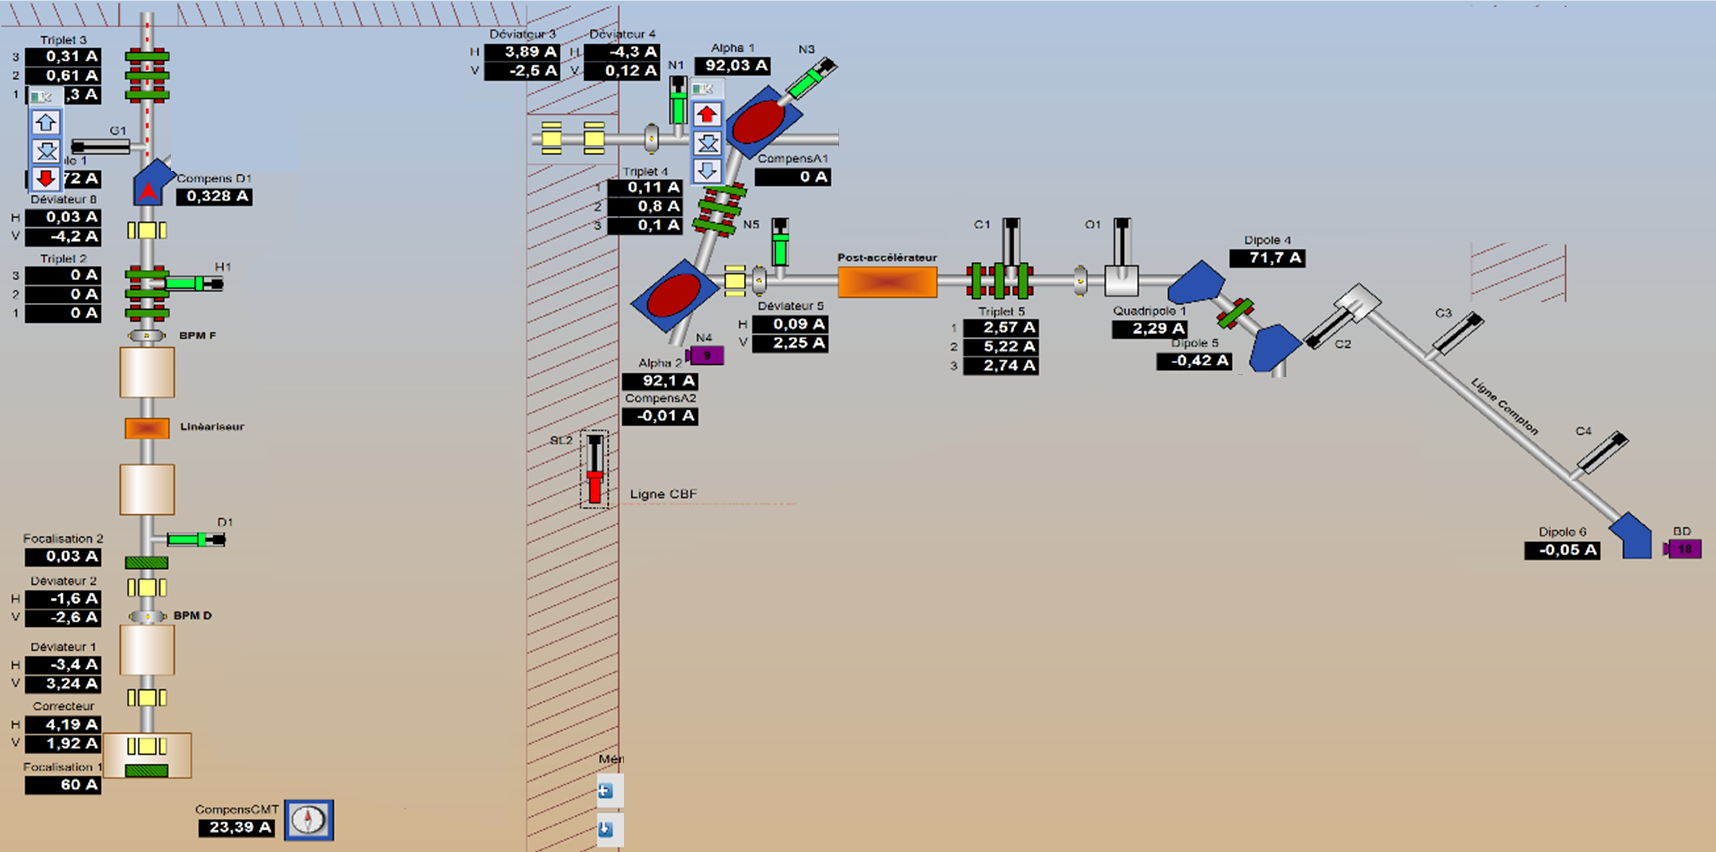 Triplet 3
3 0,31 A
2 0,61 A
1 ,3 A
G1
72 A
Compens D1
0,328 A
Déviateur 8
H 0,03 A
V -4,2 A
Triplet 2
3 0 A
2 0 A
1 0 A
H1
BPM F
Linéariseur
D1
Focalisation 2
0,03 A
Déviateur 2
H -1,6 A
V -2,6 A
BPM D
Déviateur 1
H -3,4 A
V 3,24 A
Correcteur
H 4,19 A
V 1,92 A
Focalisation 1
60 A
CompensCMT
23,39 A
Déviateur 3
H 3,89 A
V -2,5 A
Déviateur 4
H -4,3 A
V 0,12 A
N1
Alpha 1
92,03 A
N3
CompensA1
0 A
Triplet 4
1 0,11 A
2 0,8 A
3 0,1 A
N5
Post-accélérateur
Déviateur 5
H 0,09 A
V 2,25 A
N4
9
Alpha 2
92,1 A
CompensA2
-0,01 A
SL2
Ligne CBF
C1
Triplet 5
1 2,57 A
2 5,22 A
3 2,74 A
O1
Quadripole 1
2,29 A
Dipole 4
71,7 A
Dipole 5
-0,42 A
C2
C3
Ligne Compton
C4
Dipole 6
-0,05 A
BD
18